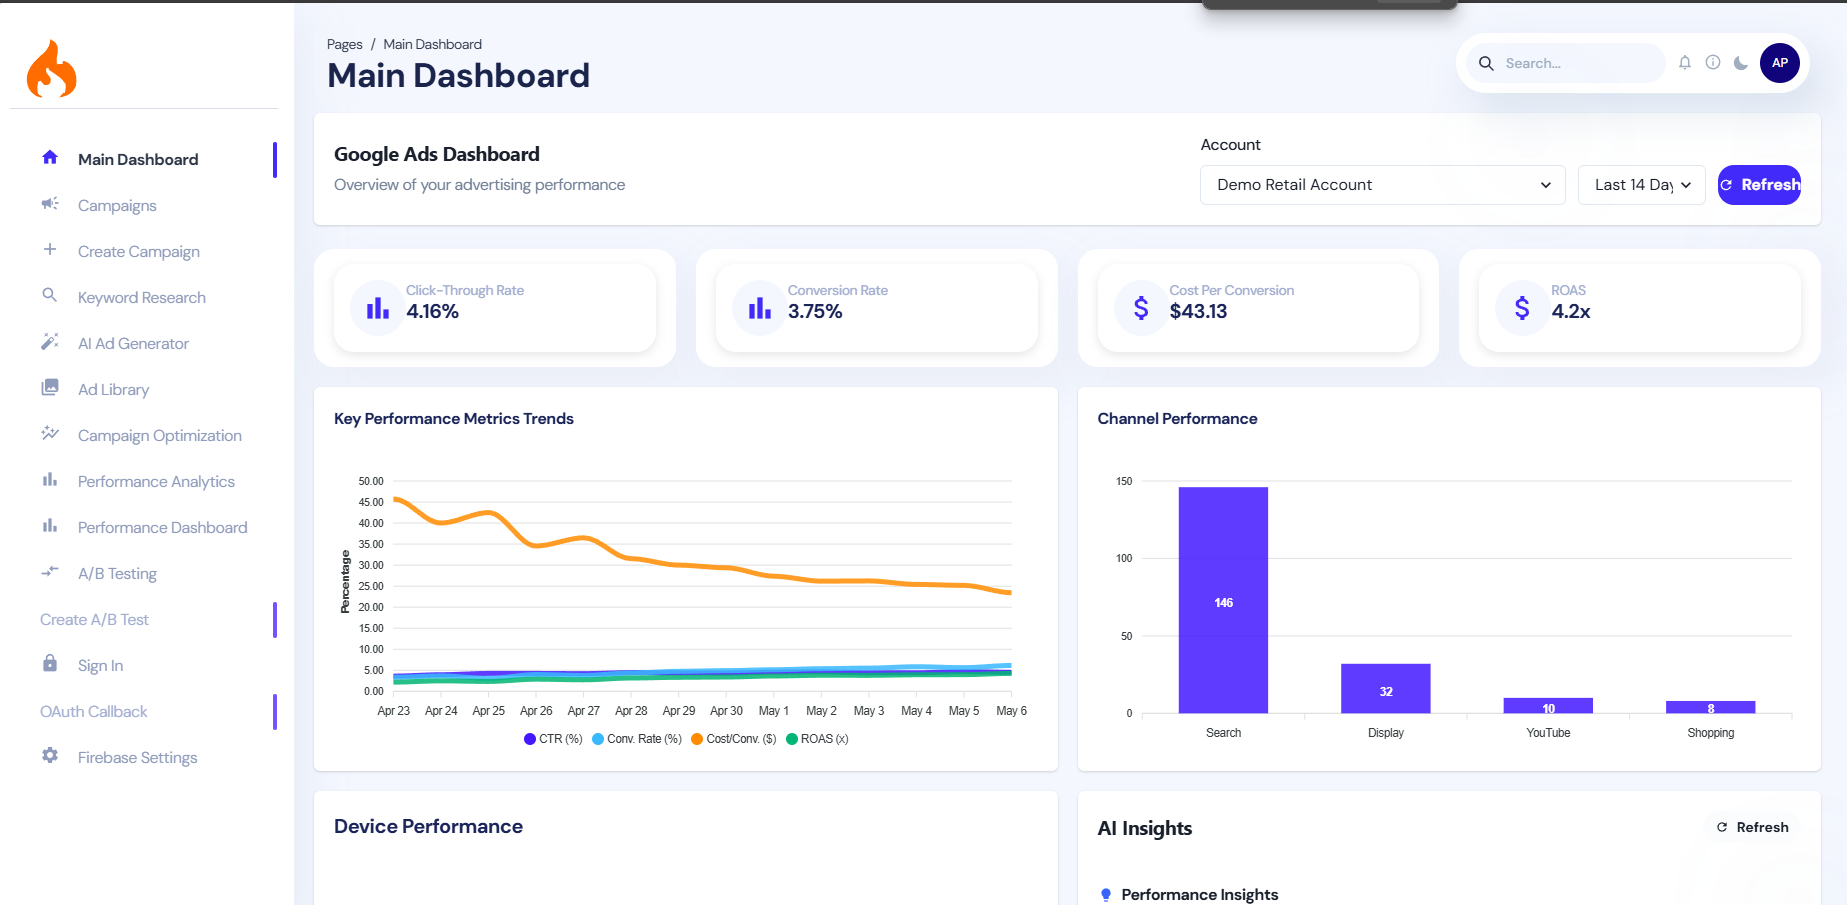 Pages / Main Dashboard
Main Dashboard
Search...
AP
Main Dashboard
Campaigns
Create Campaign
Keyword Research
AI Ad Generator
Ad Library
Campaign Optimization
Performance Analytics
Performance Dashboard
A/B Testing
Create A/B Test
Sign In
OAuth Callback
Firebase Settings
Google Ads Dashboard
Overview of your advertising performance
Account
Demo Retail Account
Last 14 Day
Refresh
Click-Through Rate
4.16%
Conversion Rate
3.75%
Cost Per Conversion
$43.13
ROAS
4.2x
Key Performance Metrics Trends
Percentage
50.00
45.00
40.00
35.00
30.00
25.00
20.00
15.00
10.00
5.00
0.00
Apr 23 Apr 24 Apr 25 Apr 26 Apr 27 Apr 28 Apr 29 Apr 30 May 1 May 2 May 3 May 4 May 5 May 6
CTR (%) Conv. Rate (%) Cost/Conv. ($) ROAS (x)
Channel Performance
150
100
50
0
146
32
10
8
Search Display YouTube Shopping
Device Performance
AI Insights
Refresh
Performance Insights